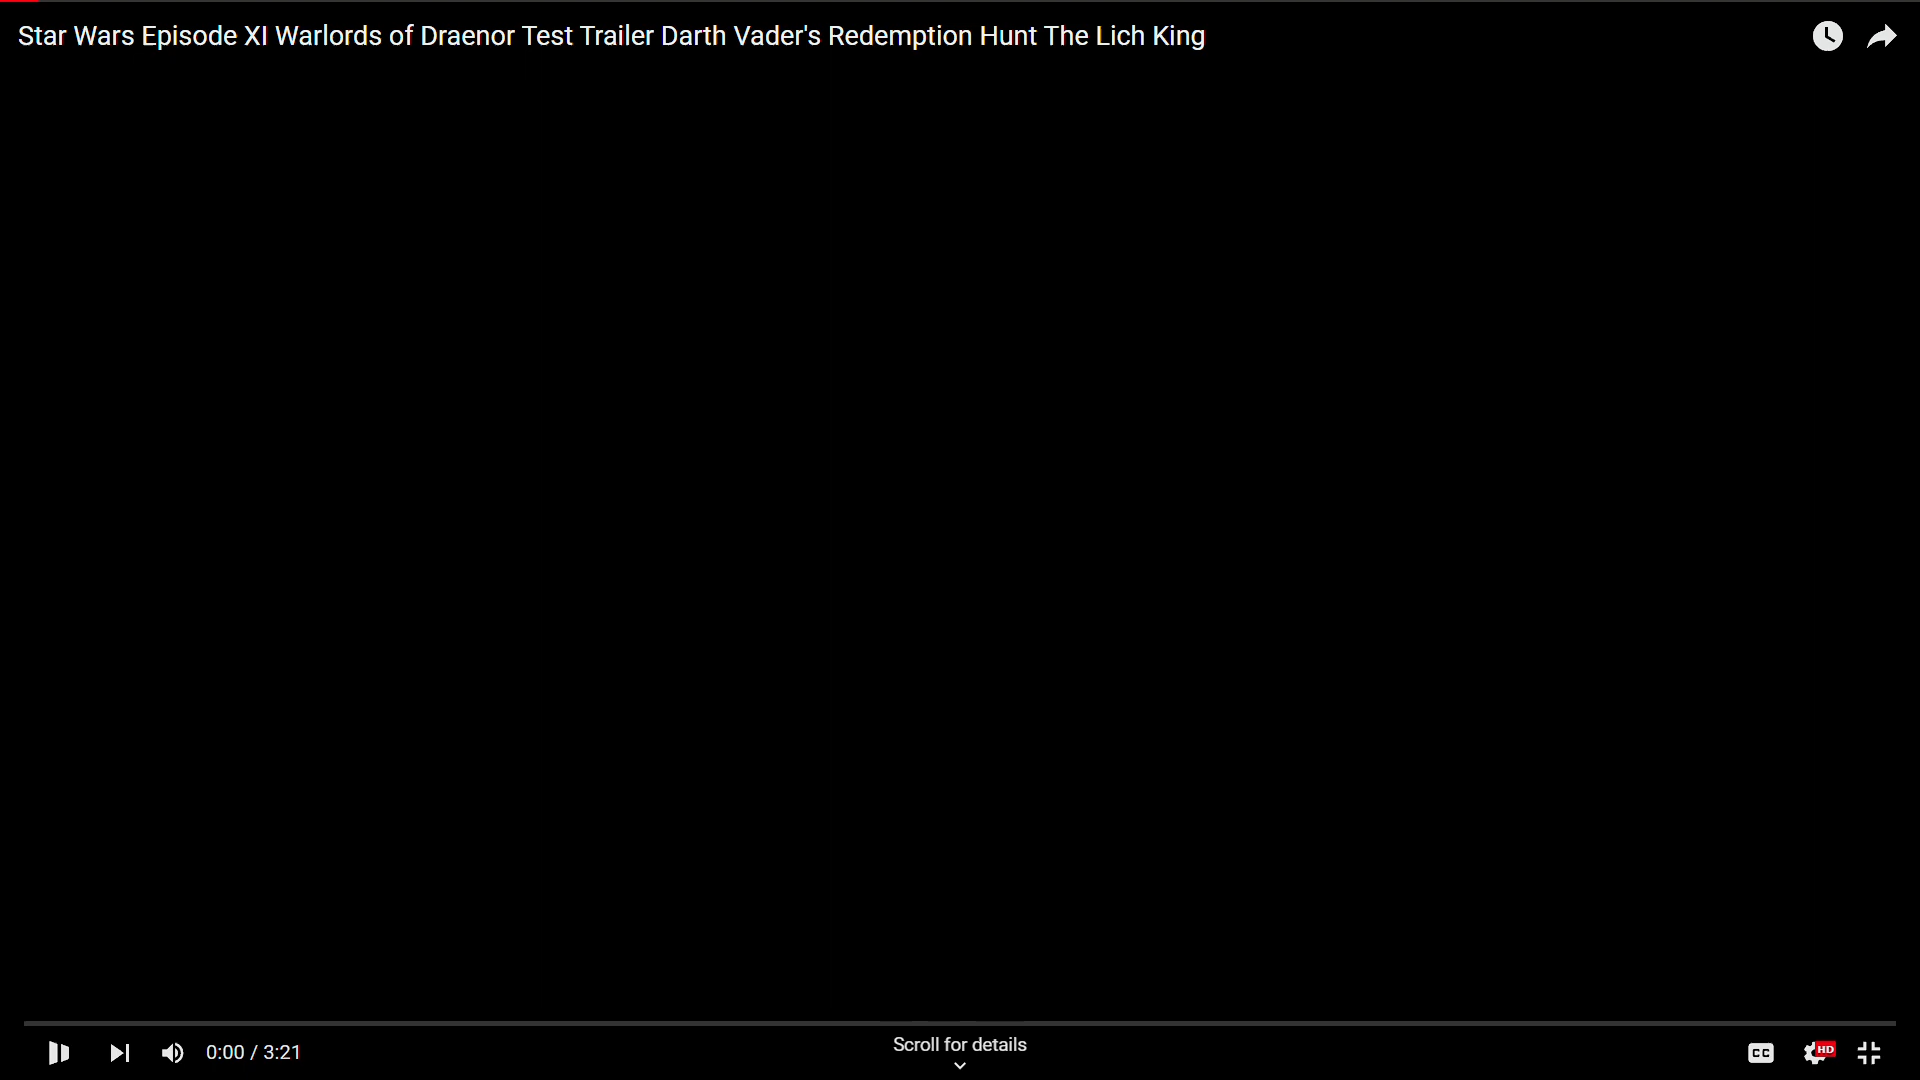 Star Wars Episode XI Warlords of Draenor Test Trailer Darth Vader's Redemption Hunt The Lich King
0:00 / 3:21
Scroll for details
CC
HD